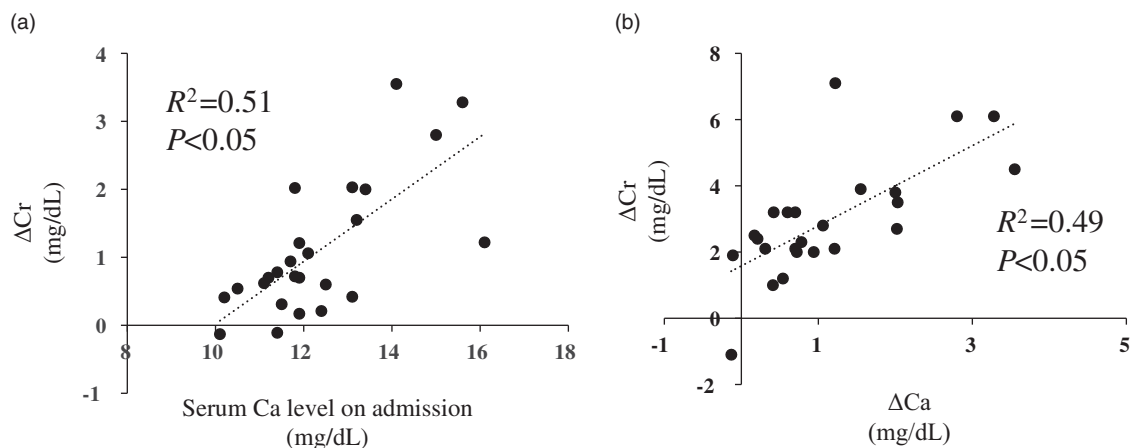 (a)
4
3
2
1
0
-1
8
10
12
14
16
18
R²=0.51
P<0.05
ΔCr
(mg/dL)
Serum Ca level on admission
(mg/dL)
(b)
8
6
4
2
0
-2
-1
1
3
5
R²=0.49
P<0.05
ΔCr
(mg/dL)
ΔCa
(mg/dL)